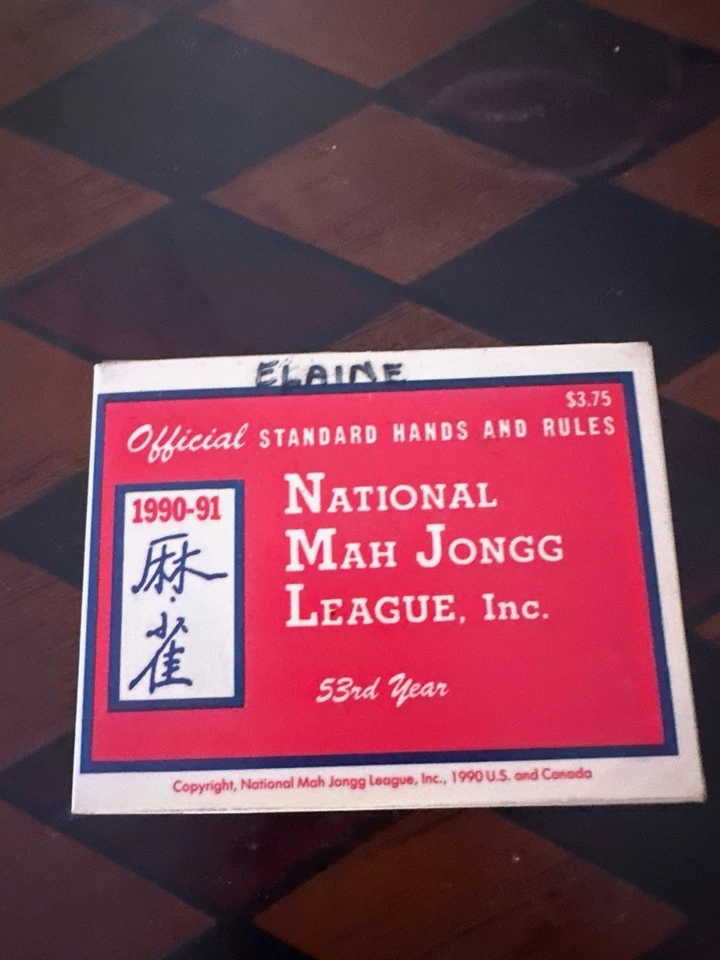 ELAINE
$3.75
Official STANDARD HANDS AND RULES
1990-91
麻
雀
NATIONAL
MAH JONGG
LEAGUE, Inc.
53rd Year
Copyright, National Mah Jongg League, Inc., 1990 U.S. and Canada